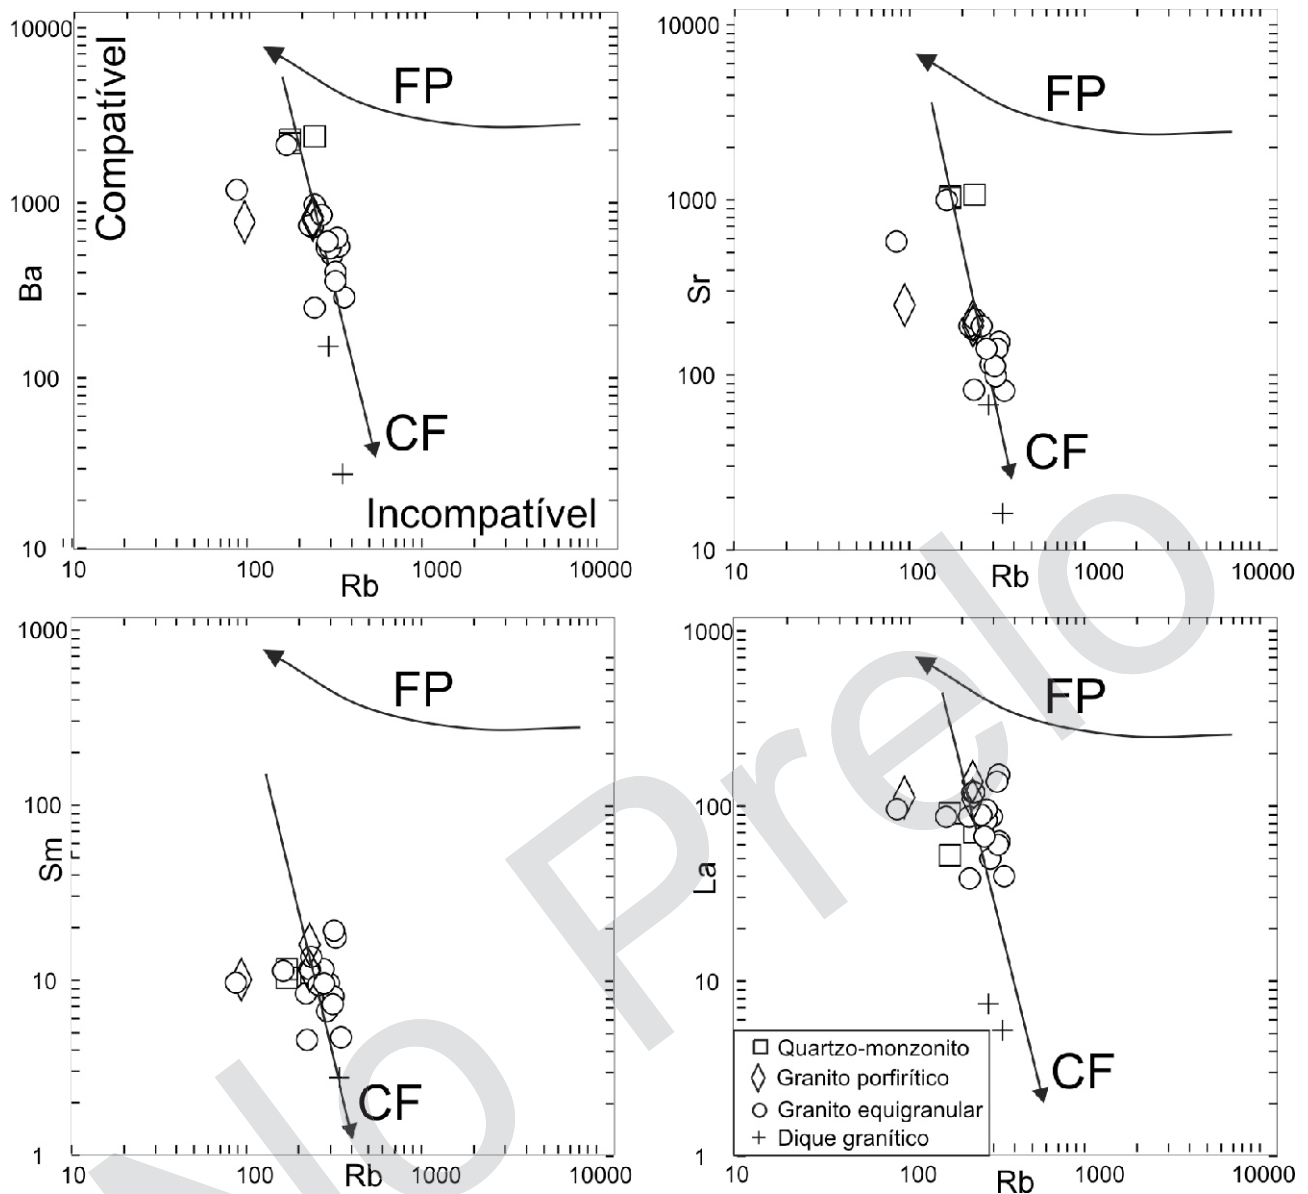 10000
1000
100
10
Ba
Compatível
FP
CF
Incompatível
10
100
1000
10000
Rb
10000
1000
100
10
Sr
FP
CF
10
100
1000
10000
Rb
1000
100
10
1
Sm
FP
CF
10
100
1000
10000
Rb
1000
100
10
1
La
FP
CF
Quartzo-monzonito
Granito porfirítico
Granito equigranular
Dique granítico
10
100
1000
10000
Rb
No Prelo